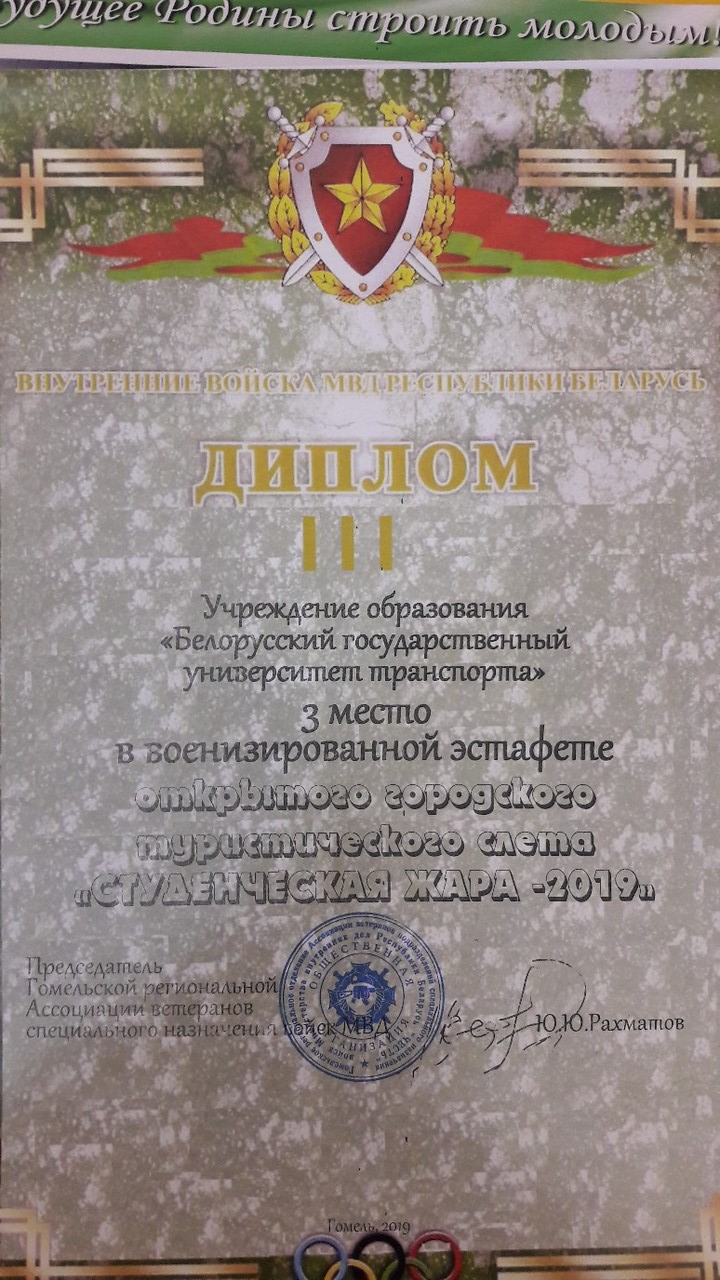 удущее Родины строить молодым!
ВНУТРЕННИЕ ВОЙСКА МВД РЕСПУБЛИКИ БЕЛАРУСЬ
ДИПЛОМ
III
Учреждение образования
«Белорусский государственный
университет транспорта»
3 место
в военизированной эстафете
открытого городского
туристического слета
«СТУДЕНЧЕСКАЯ ЖАРА -2019»
Председатель
Гомельской региональной
Ассоциации ветеранов
специального назначения войск МВД
Ю.Ю.Рахматов
ОБЩЕСТВЕННАЯ
Гомель, 2019